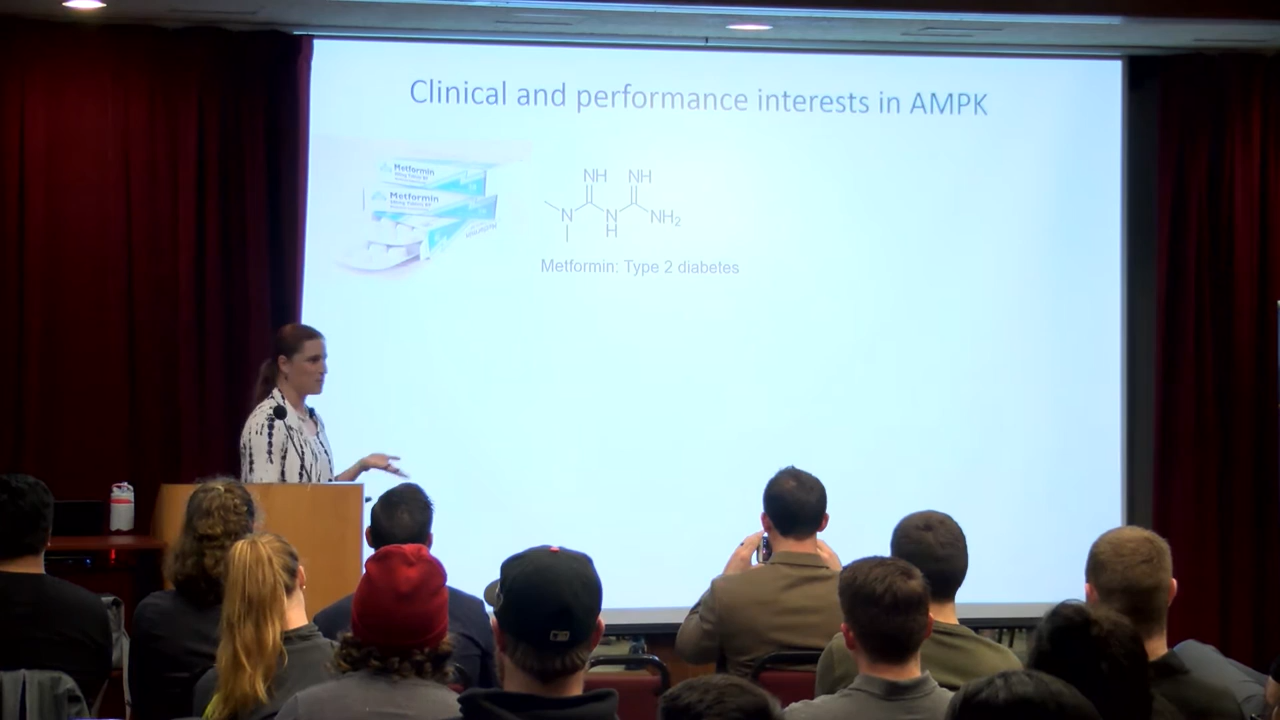 Clinical and performance interests in AMPK
Metformin
Metformin
NH NH
N N NH₂
H
Metformin: Type 2 diabetes